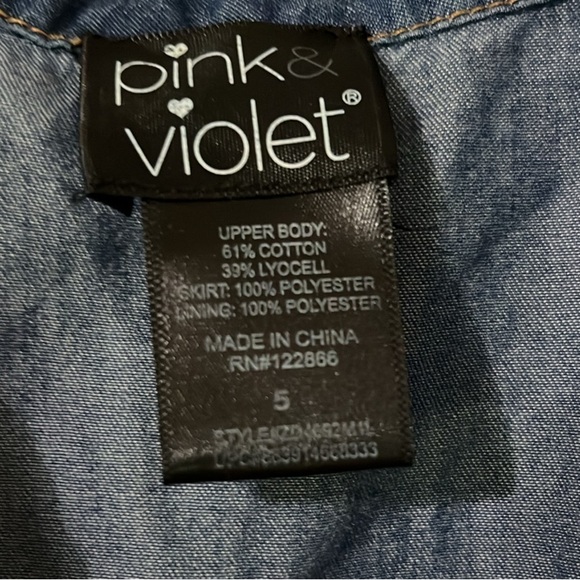 pink &
violet®
UPPER BODY:
61% COTTON
39% LYOCELL
SKIRT: 100% POLYESTER
LINING: 100% POLYESTER
MADE IN CHINA
RN#122866
5